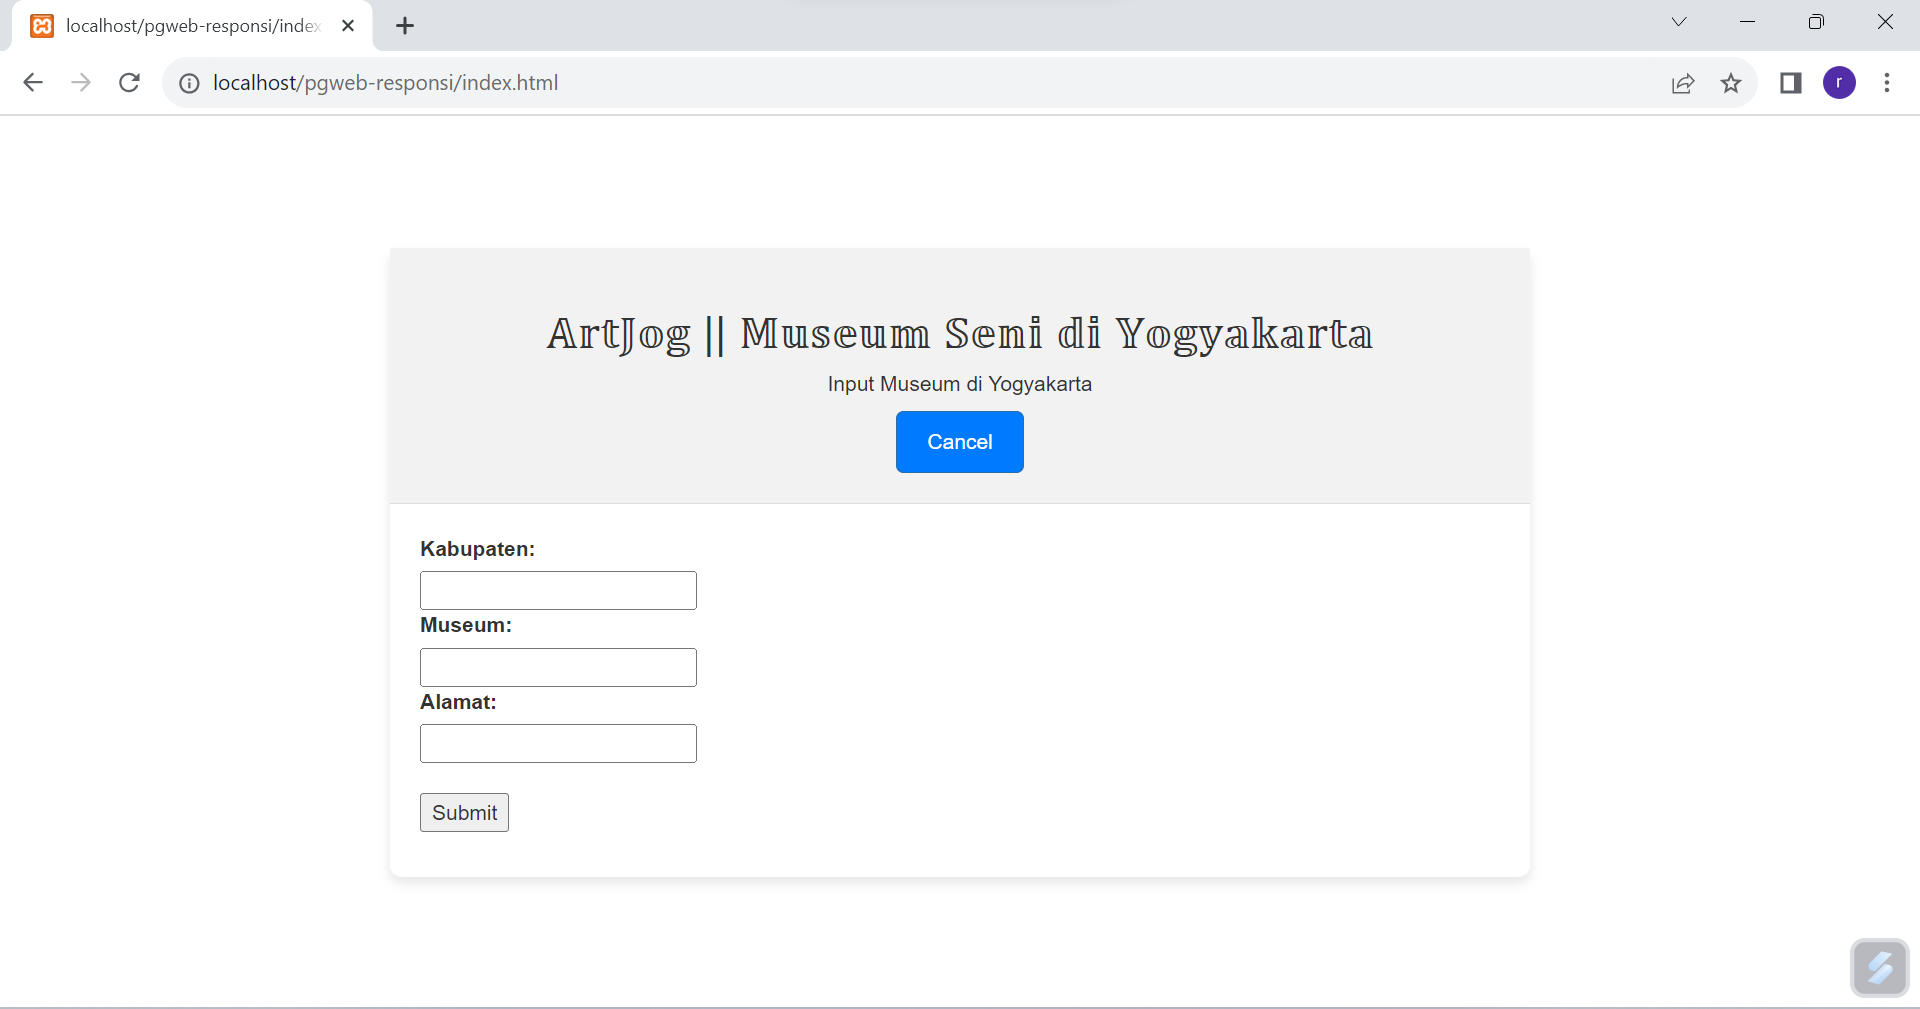 localhost/pgweb-responsi/index
localhost/pgweb-responsi/index.html
r
ArtJog || Museum Seni di Yogyakarta
Input Museum di Yogyakarta
Cancel
Kabupaten:
Museum:
Alamat:
Submit